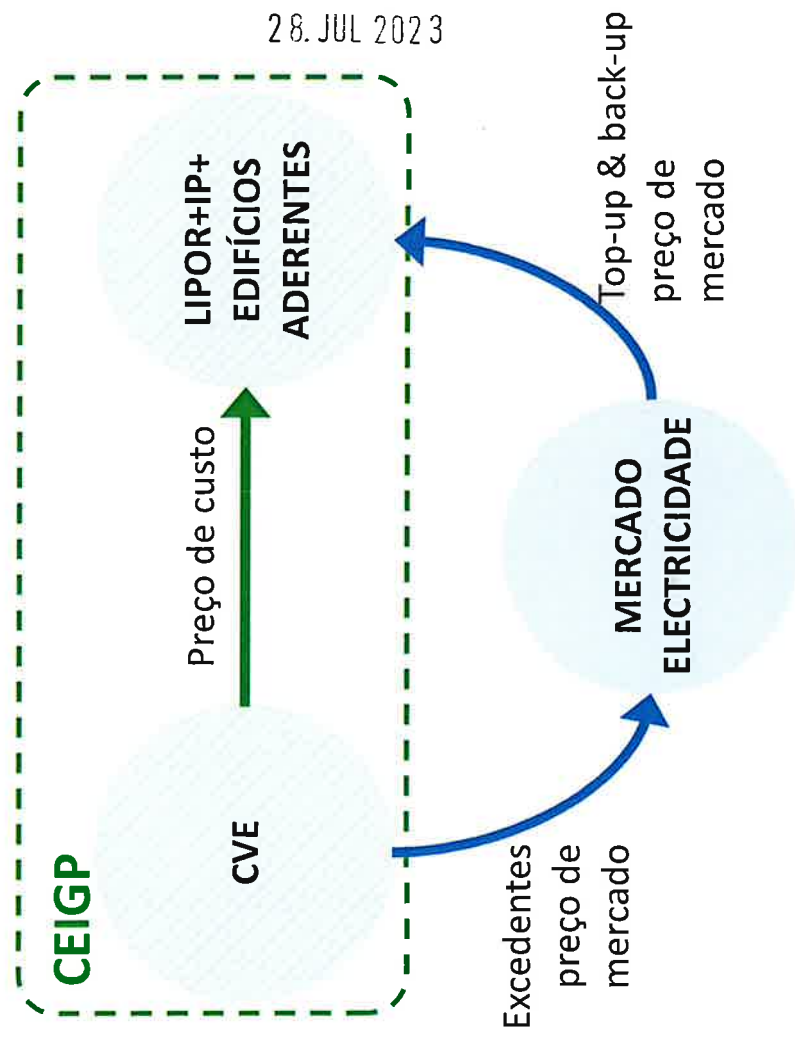 28. JUL 2023
CEIGP
CVE
Preço de custo
LIPOR+IP+
EDIFÍCIOS
ADERENTES
Excedentes
preço de
mercado
MERCADO
ELECTRICIDADE
Top-up & back-up
preço de
mercado